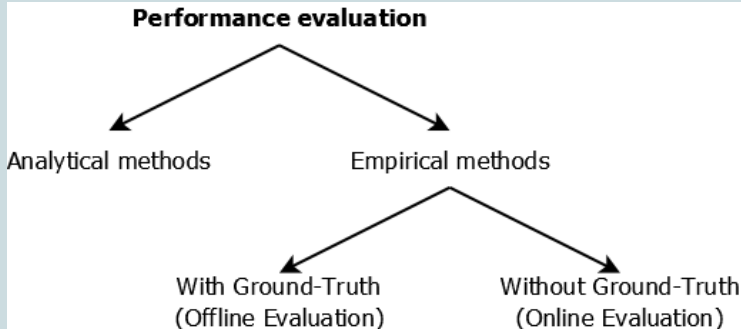 Performance evaluation
Analytical methods
Empirical methods
With Ground-Truth
(Offline Evaluation)
Without Ground-Truth
(Online Evaluation)